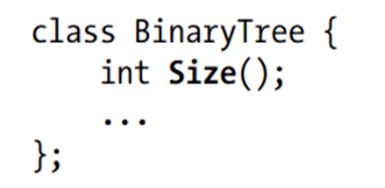 class BinaryTree {
    int Size();
    ...
};